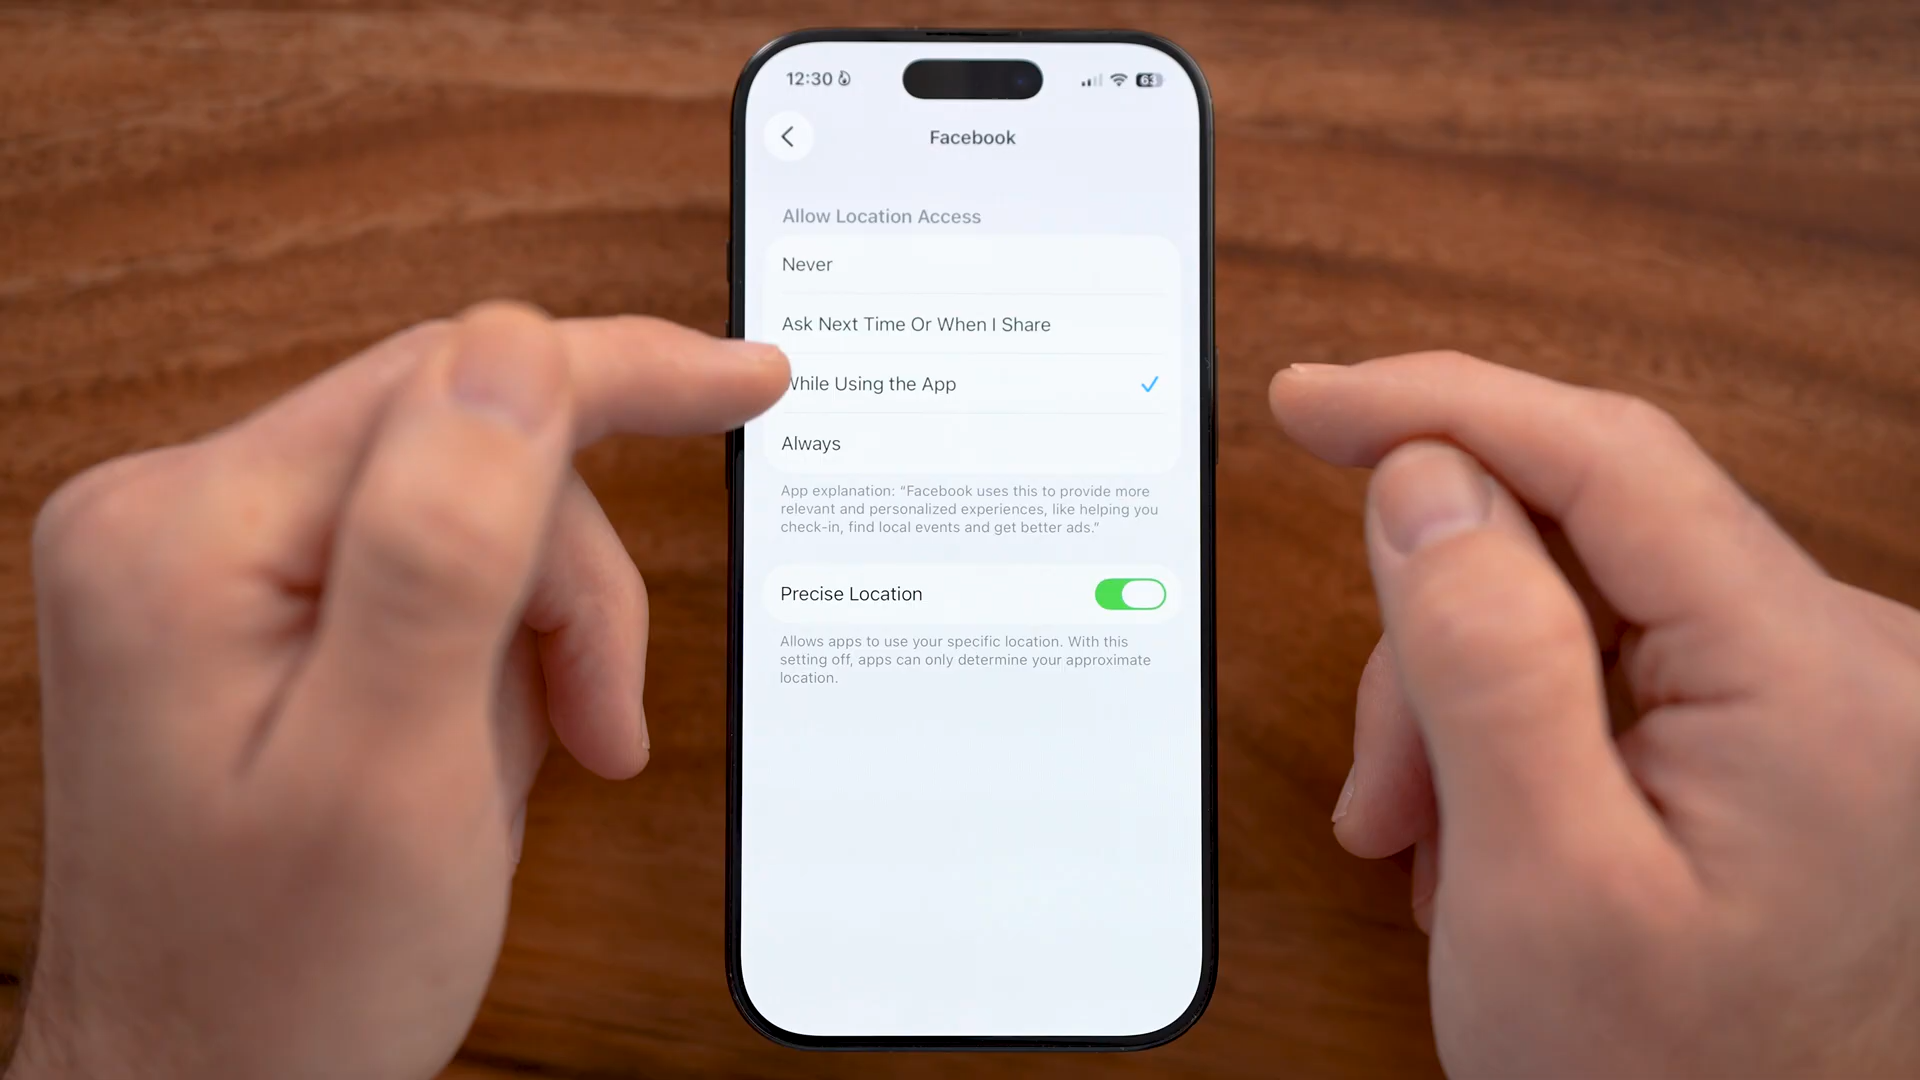 12:30
63
Facebook
Allow Location Access
Never
Ask Next Time Or When I Share
While Using the App
Always
App explanation: “Facebook uses this to provide more
relevant and personalized experiences, like helping you
check-in, find local events and get better ads.”
Precise Location
Allows apps to use your specific location. With this
setting off, apps can only determine your approximate
location.